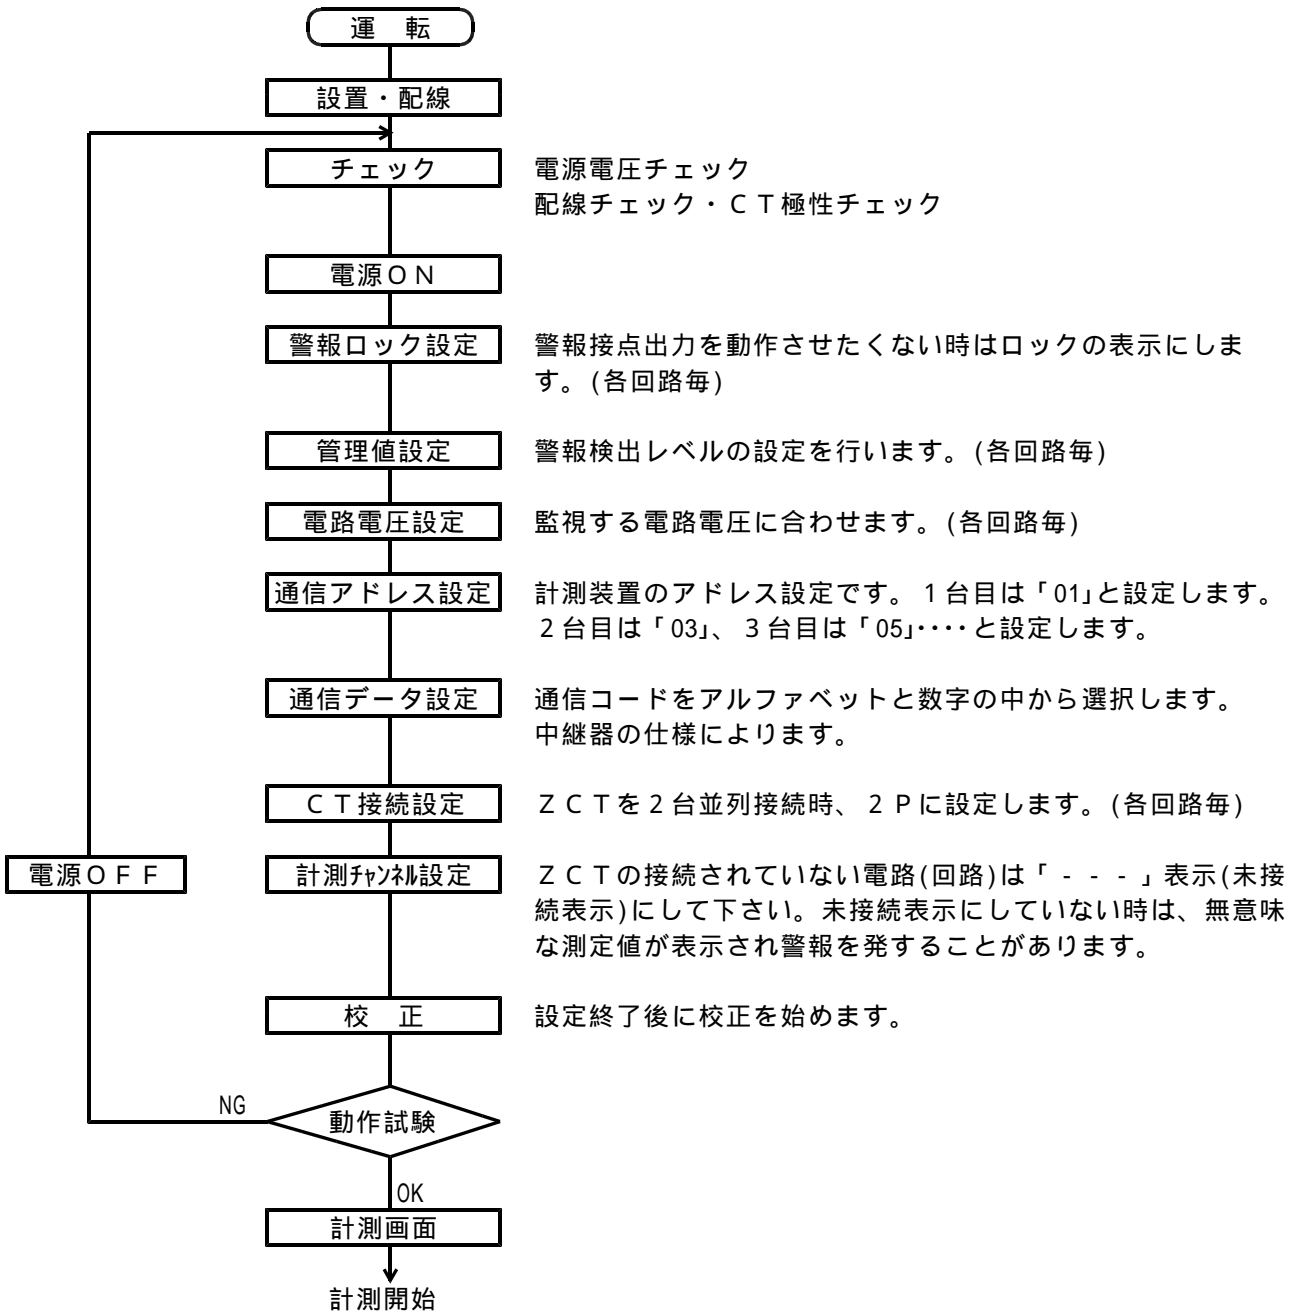 運　転
設置・配線
チェック
電源電圧チェック
配線チェック・ＣＴ極性チェック
電源ＯＮ
警報ロック設定
警報接点出力を動作させたくない時はロックの表示にしま
す。(各回路毎)
管理値設定
警報検出レベルの設定を行います。(各回路毎)
電路電圧設定
監視する電路電圧に合わせます。(各回路毎)
通信アドレス設定
計測装置のアドレス設定です。１台目は「01」と設定します。
２台目は「03」、３台目は「05」････と設定します。
通信データ設定
通信コードをアルファベットと数字の中から選択します。
中継器の仕様によります。
ＣＴ接続設定
ＺＣＴを２台並列接続時、２Ｐに設定します。(各回路毎)
電源ＯＦＦ
計測ﾁｬﾝﾈﾙ設定
ＺＣＴの接続されていない電路(回路)は「 - - - 」表示(未接
続表示)にして下さい。未接続表示にしていない時は、無意味
な測定値が表示され警報を発することがあります。
校　正
設定終了後に校正を始めます。
NG
動作試験
OK
計測画面
計測開始